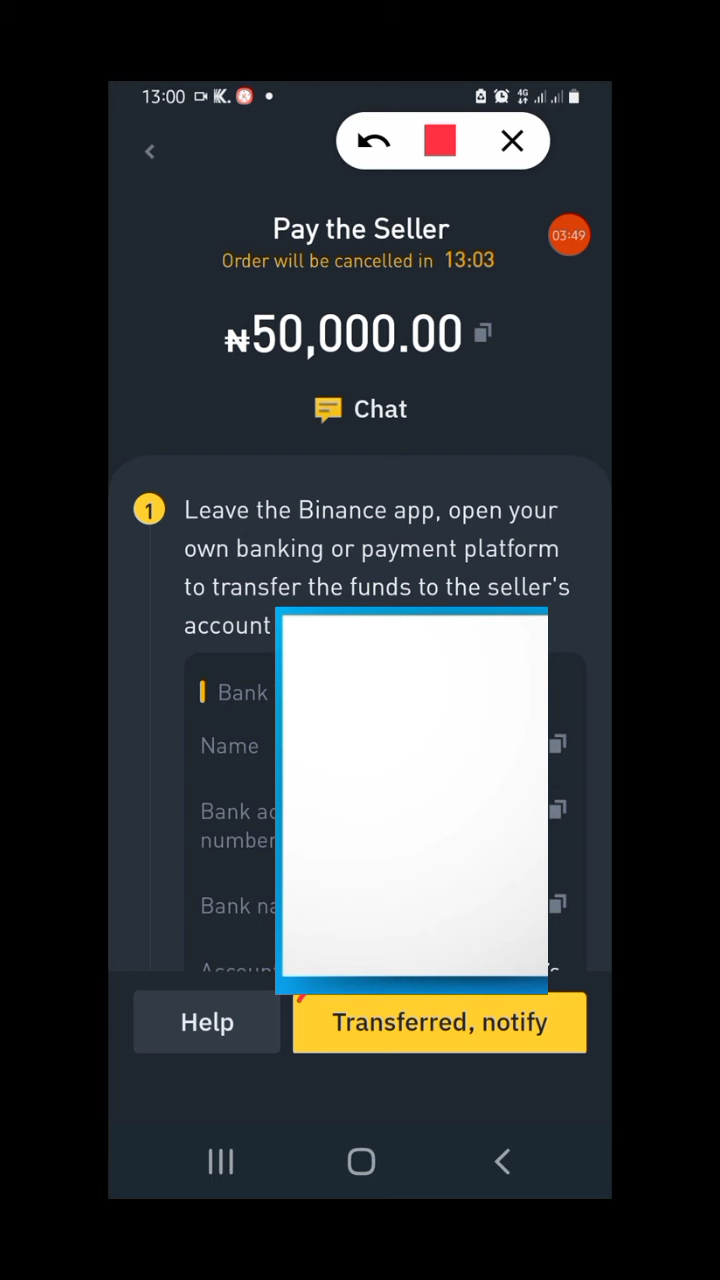 13:00 K. 4G
Pay the Seller
03:49
Order will be cancelled in 13:03
₦50,000.00
Chat
1 Leave the Binance app, open your
own banking or payment platform
to transfer the funds to the seller's
account
Bank
Name
Bank ac
number
Bank na
Help
Transferred, notify